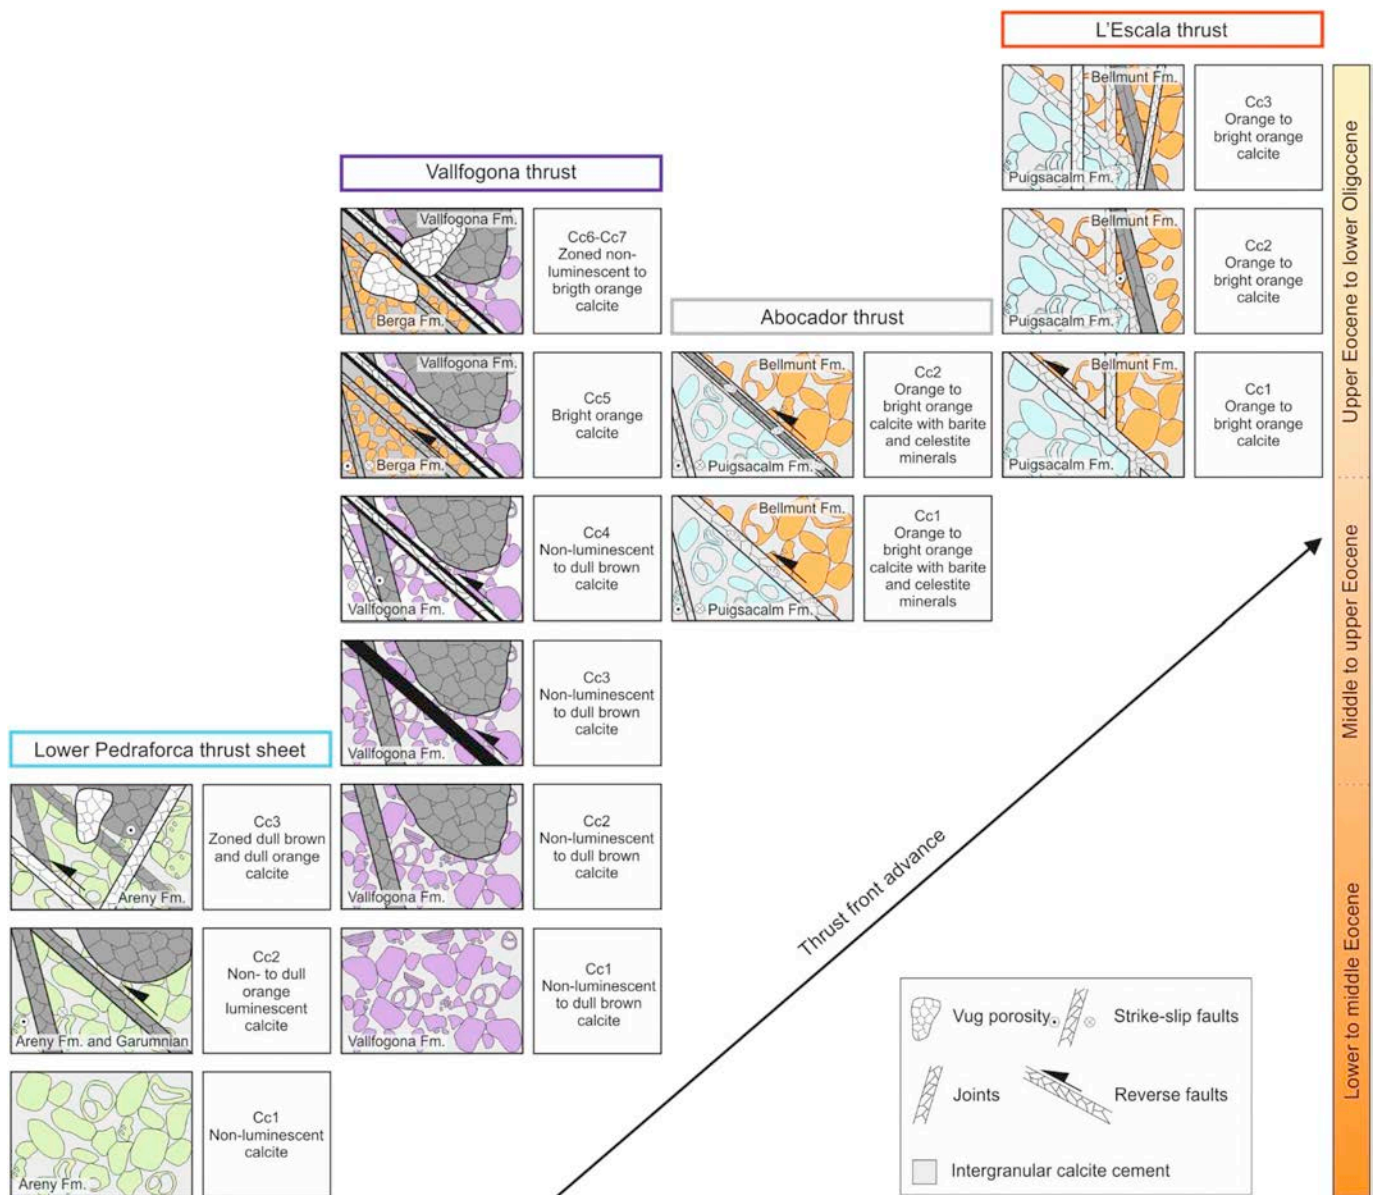 L'Escala thrust
Bellmunt Fm.
Puigsacalm Fm.
Cc3
Orange to
bright orange
calcite
Vallfogona thrust
Vallfogona Fm.
Berga Fm.
Cc6-Cc7
Zoned non-
luminescent to
brigth orange
calcite
Bellmunt Fm.
Puigsacalm Fm.
Cc2
Orange to
bright orange
calcite
Abocador thrust
Vallfogona Fm.
Berga Fm.
Cc5
Bright orange
calcite
Bellmunt Fm.
Puigsacalm Fm.
Cc2
Orange to
bright orange
calcite with barite
and celestite
minerals
Bellmunt Fm.
Puigsacalm Fm.
Cc1
Orange to
bright orange
calcite
Vallfogona Fm.
Cc4
Non-luminescent
to dull brown
calcite
Bellmunt Fm.
Puigsacalm Fm.
Cc1
Orange to
bright orange
calcite with barite
and celestite
minerals
Vallfogona Fm.
Cc3
Non-luminescent
to dull brown
calcite
Lower Pedraforca thrust sheet
Areny Fm.
Cc3
Zoned dull brown
and dull orange
calcite
Vallfogona Fm.
Cc2
Non-luminescent
to dull brown
calcite
Areny Fm. and Garumnian
Cc2
Non- to dull
orange
luminescent
calcite
Vallfogona Fm.
Cc1
Non-luminescent
to dull brown
calcite
Areny Fm.
Cc1
Non-luminescent
calcite
Thrust front advance
Vug porosity
Strike-slip faults
Joints
Reverse faults
Intergranular calcite cement
Upper Eocene to lower Oligocene
Middle to upper Eocene
Lower to middle Eocene